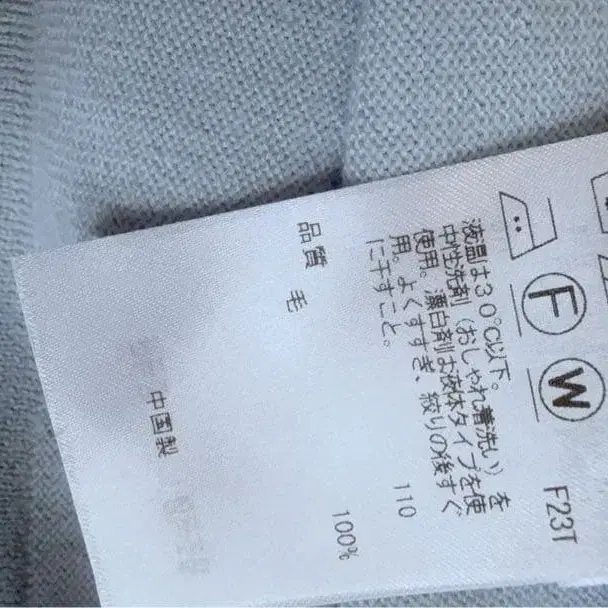 F23T
F W
液温は30℃以下。
中性洗剤（おしゃれ着洗い）を
使用。漂白剤は液体タイプを使
用。よくすすぎ、絞りの後すぐ
に干すこと。
110
品質 毛 100%
中国製